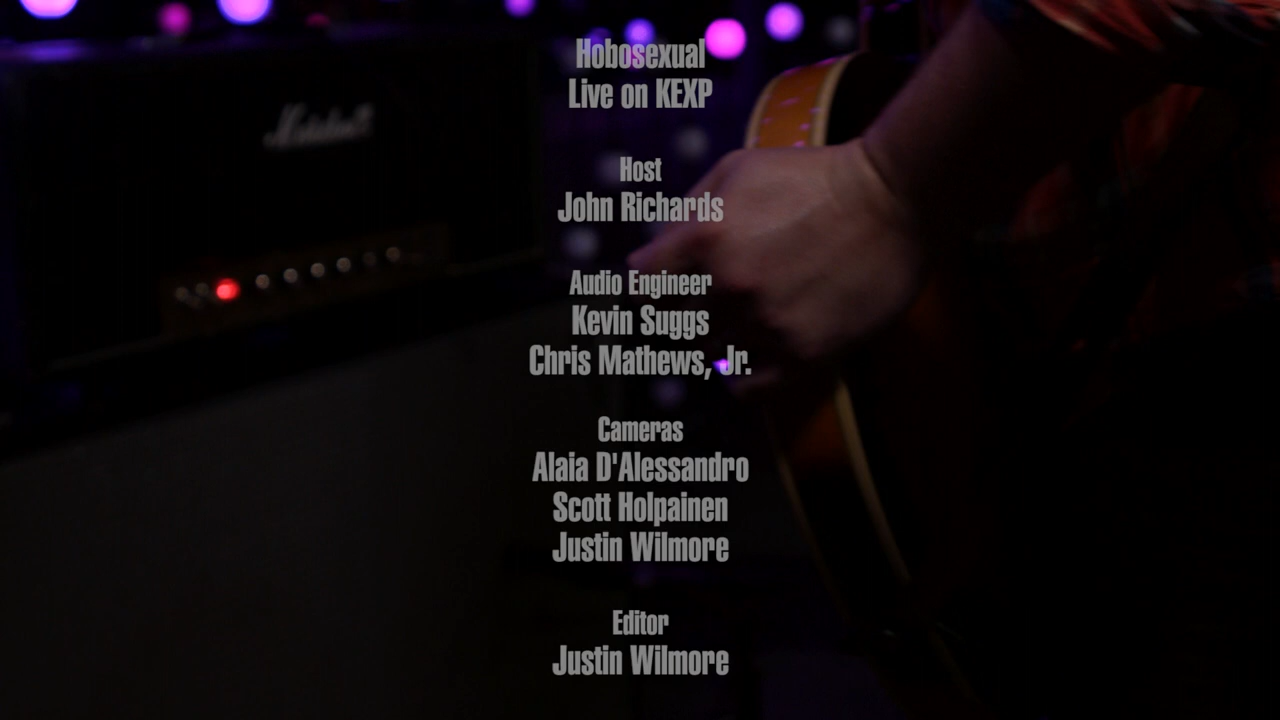 Marshall
Hobosexual
Live on KEXP
Host
John Richards
Audio Engineer
Kevin Suggs
Chris Mathews, Jr.
Cameras
Alaia D'Alessandro
Scott Holpainen
Justin Wilmore
Editor
Justin Wilmore